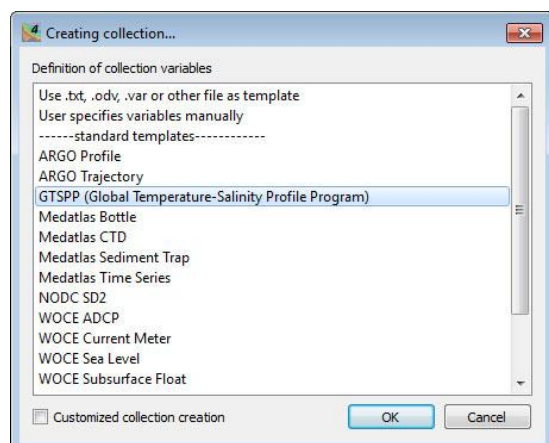 4 Creating collection...
Definition of collection variables
Use .txt, .odv, .var or other file as template
User specifies variables manually
------standard templates------------
ARGO Profile
ARGO Trajectory
GTSPP (Global Temperature-Salinity Profile Program)
Medatlas Bottle
Medatlas CTD
Medatlas Sediment Trap
Medatlas Time Series
NODC SD2
WOCE ADCP
WOCE Current Meter
WOCE Sea Level
WOCE Subsurface Float
Customized collection creation OK Cancel